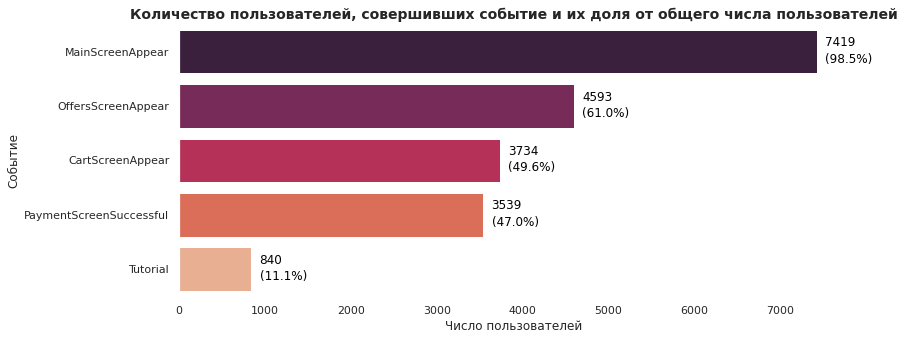 Количество пользователей, совершивших событие и их доля от общего числа пользователей
MainScreenAppear
7419
(98.5%)
OffersScreenAppear
4593
(61.0%)
CartScreenAppear
3734
(49.6%)
PaymentScreenSuccessful
3539
(47.0%)
Tutorial
840
(11.1%)
Событие
0 1000 2000 3000 4000 5000 6000 7000
Число пользователей